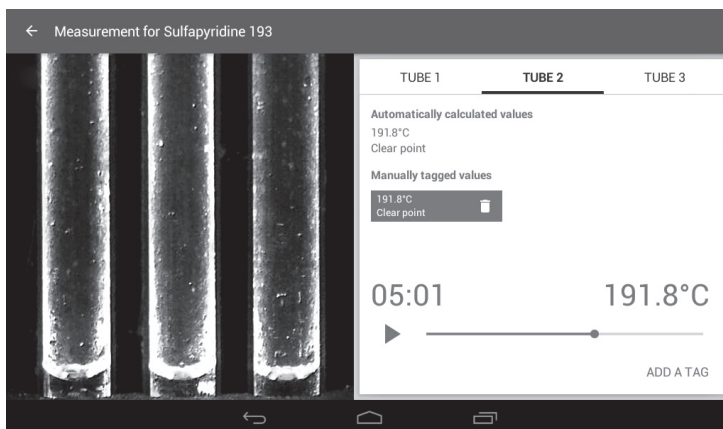 Measurement for Sulfapyridine 193
TUBE 1
TUBE 2
TUBE 3
Automatically calculated values
191.8°C
Clear point
Manually tagged values
191.8°C
Clear point
05:01
191.8°C
ADD A TAG